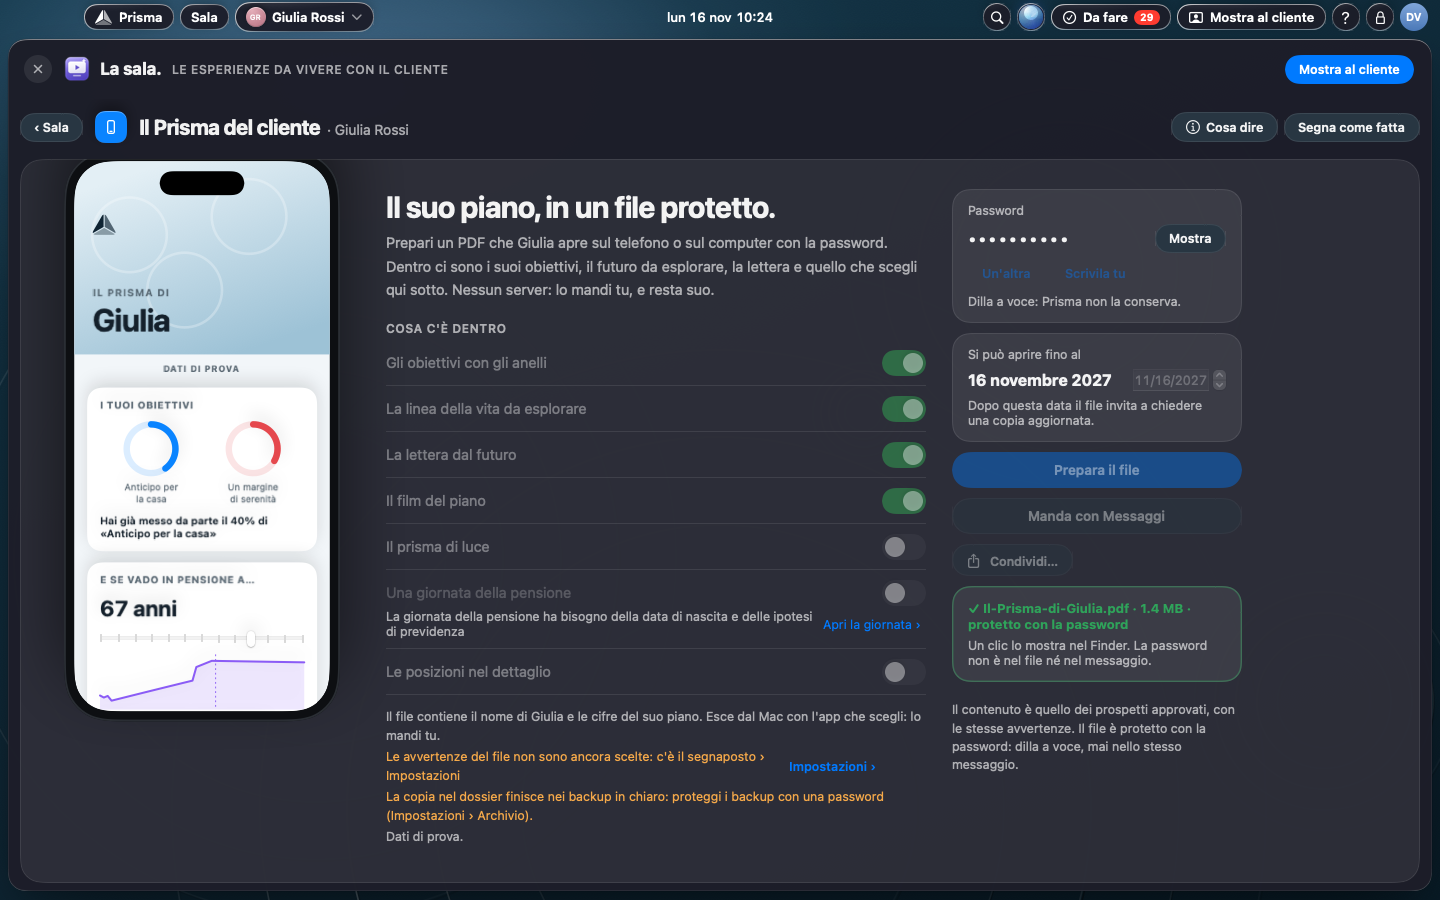 Prisma
Sala
GR
Giulia Rossi
lun 16 nov 10:24
Da fare 29
Mostra al cliente
?
DV
La sala. LE ESPERIENZE DA VIVERE CON IL CLIENTE
Mostra al cliente
‹ Sala
Il Prisma del cliente · Giulia Rossi
Cosa dire
Segna come fatta
IL PRISMA DI
Giulia
DATI DI PROVA
I TUOI OBIETTIVI
Anticipo per
la casa
Un margine
di serenità
Hai già messo da parte il 40% di
«Anticipo per la casa»
E SE VADO IN PENSIONE A...
67 anni
Il suo piano, in un file protetto.
Prepari un PDF che Giulia apre sul telefono o sul computer con la password.
Dentro ci sono i suoi obiettivi, il futuro da esplorare, la lettera e quello che scegli
qui sotto. Nessun server: lo mandi tu, e resta suo.
COSA C'È DENTRO
Gli obiettivi con gli anelli
La linea della vita da esplorare
La lettera dal futuro
Il film del piano
Il prisma di luce
Una giornata della pensione
La giornata della pensione ha bisogno della data di nascita e delle ipotesi
di previdenza
Apri la giornata ›
Le posizioni nel dettaglio
Il file contiene il nome di Giulia e le cifre del suo piano. Esce dal Mac con l'app che scegli: lo
mandi tu.
Le avvertenze del file non sono ancora scelte: c'è il segnaposto ›
Impostazioni
Impostazioni ›
La copia nel dossier finisce nei backup in chiaro: proteggi i backup con una password
(Impostazioni › Archivio).
Dati di prova.
Password
••••••••••
Mostra
Un'altra
Scrivila tu
Dilla a voce: Prisma non la conserva.
Si può aprire fino al
16 novembre 2027
11/16/2027
Dopo questa data il file invita a chiedere
una copia aggiornata.
Prepara il file
Manda con Messaggi
Condividi...
✓ Il-Prisma-di-Giulia.pdf · 1.4 MB ·
protetto con la password
Un clic lo mostra nel Finder. La password
non è nel file né nel messaggio.
Il contenuto è quello dei prospetti approvati, con
le stesse avvertenze. Il file è protetto con la
password: dilla a voce, mai nello stesso
messaggio.